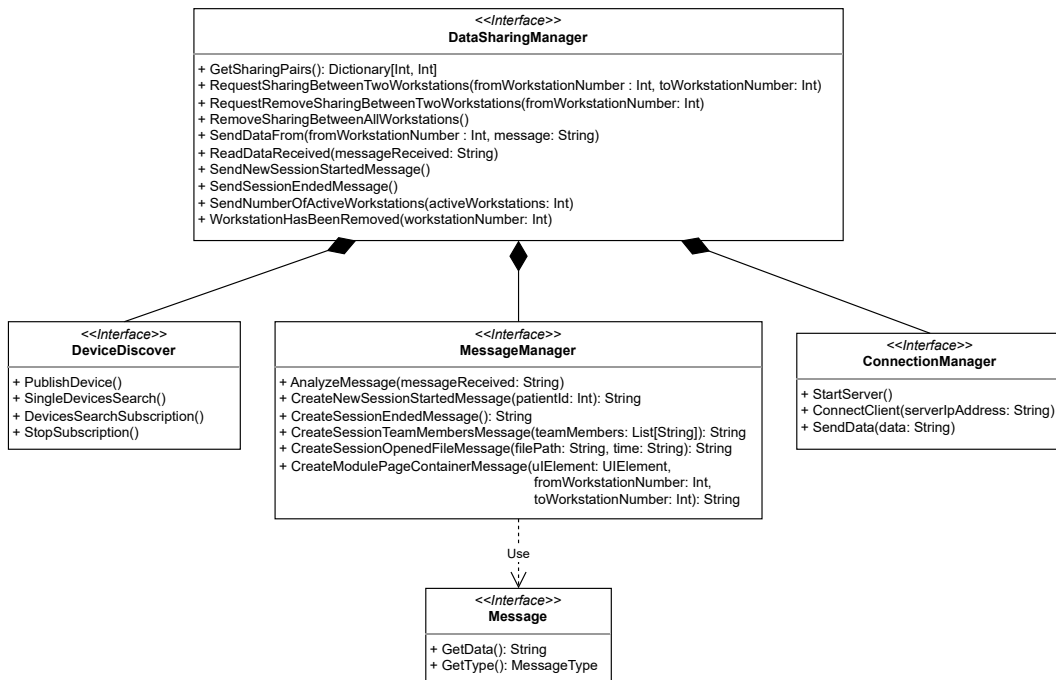 <<Interface>>
DataSharingManager
+ GetSharingPairs(): Dictionary[Int, Int]
+ RequestSharingBetweenTwoWorkstations(fromWorkstationNumber : Int, toWorkstationNumber: Int)
+ RequestRemoveSharingBetweenTwoWorkstations(fromWorkstationNumber: Int)
+ RemoveSharingBetweenAllWorkstations()
+ SendDataFrom(fromWorkstationNumber : Int, message: String)
+ ReadDataReceived(messageReceived: String)
+ SendNewSessionStartedMessage()
+ SendSessionEndedMessage()
+ SendNumberOfActiveWorkstations(activeWorkstations: Int)
+ WorkstationHasBeenRemoved(workstationNumber: Int)
<<Interface>>
DeviceDiscover
+ PublishDevice()
+ SingleDevicesSearch()
+ DevicesSearchSubscription()
+ StopSubscription()
<<Interface>>
MessageManager
+ AnalyzeMessage(messageReceived: String)
+ CreateNewSessionStartedMessage(patientId: Int): String
+ CreateSessionEndedMessage(): String
+ CreateSessionTeamMembersMessage(teamMembers: List[String]): String
+ CreateSessionOpenedFileMessage(filePath: String, time: String): String
+ CreateModulePageContainerMessage(uIElement: UIElement,
fromWorkstationNumber: Int,
toWorkstationNumber: Int): String
<<Interface>>
ConnectionManager
+ StartServer()
+ ConnectClient(serverIpAddress: String)
+ SendData(data: String)
Use
<<Interface>>
Message
+ GetData(): String
+ GetType(): MessageType